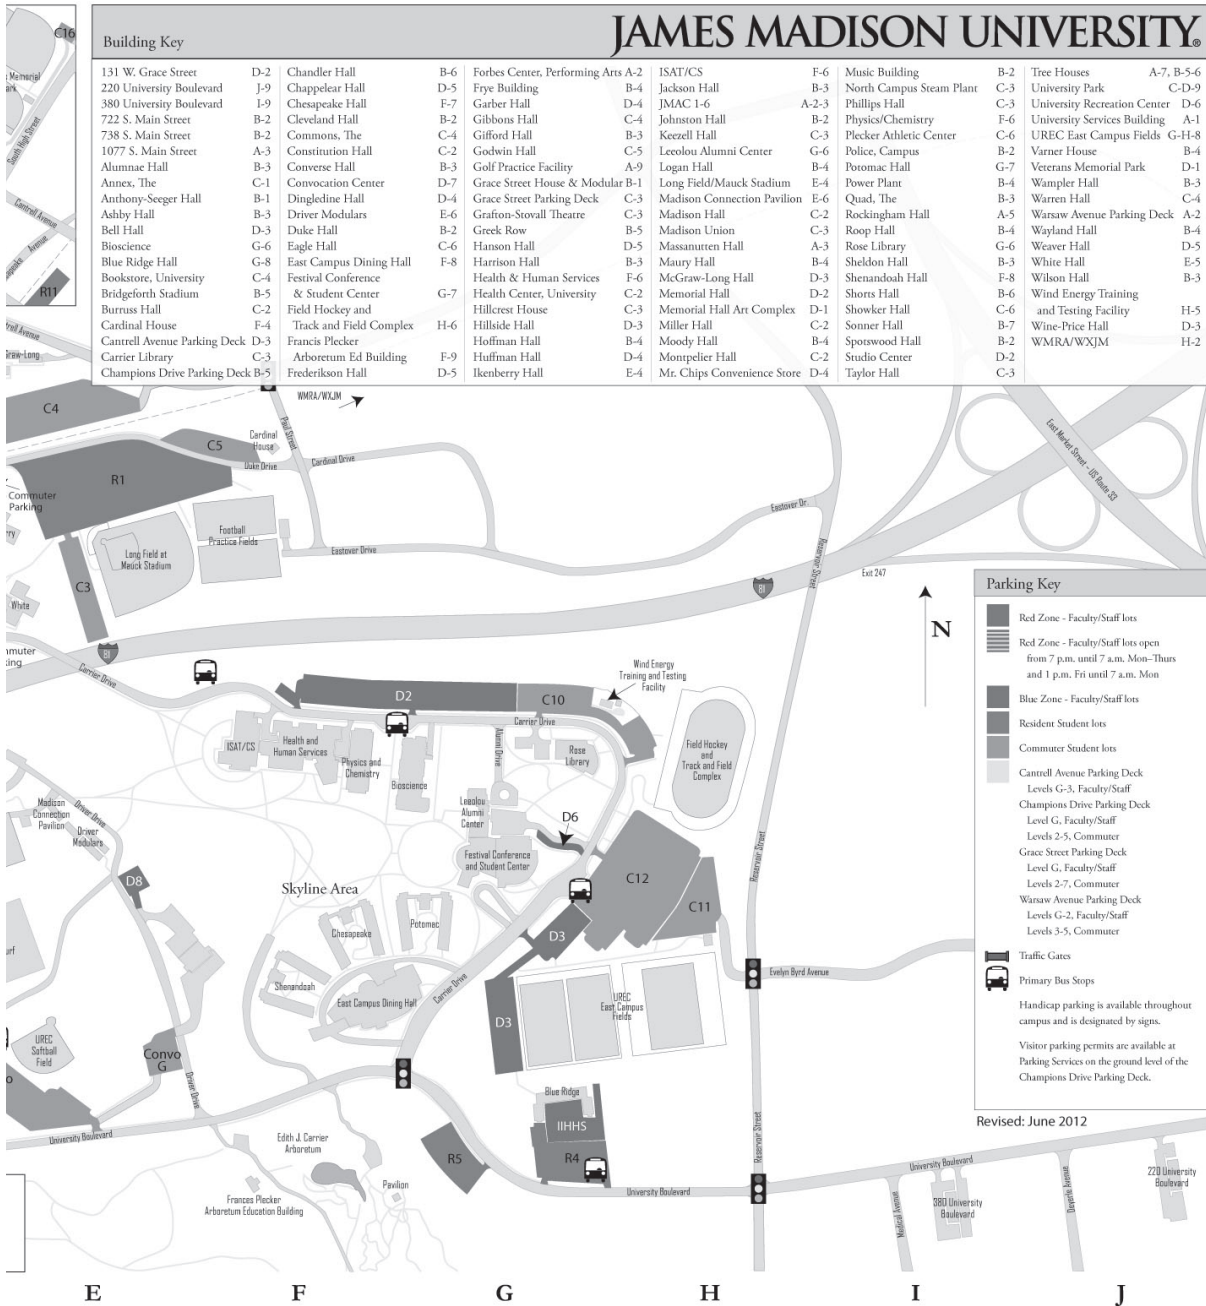 JAMES MADISON UNIVERSITY®
Building Key
131 W. Grace Street D-2
220 University Boulevard J-9
380 University Boulevard I-9
722 S. Main Street B-2
738 S. Main Street B-2
1077 S. Main Street A-3
Alumnae Hall B-3
Annex, The C-1
Anthony-Seeger Hall B-1
Ashby Hall B-3
Bell Hall D-3
Bioscience G-6
Blue Ridge Hall G-8
Bookstore, University C-4
Bridgeforth Stadium B-5
Burruss Hall C-2
Cardinal House F-4
Cantrell Avenue Parking Deck D-3
Carrier Library C-3
Champions Drive Parking Deck B-5
Chandler Hall B-6
Chappelear Hall D-5
Chesapeake Hall F-7
Cleveland Hall B-2
Commons, The C-4
Constitution Hall C-2
Converse Hall B-3
Convocation Center D-7
Dingledine Hall D-4
Driver Modulars E-6
Duke Hall B-2
Eagle Hall C-6
East Campus Dining Hall F-8
Festival Conference
& Student Center G-7
Field Hockey and
Track and Field Complex H-6
Francis Plecker
Arboretum Ed Building F-9
Frederikson Hall D-5
Forbes Center, Performing Arts A-2
Frye Building B-4
Garber Hall D-4
Gibbons Hall C-4
Gifford Hall B-3
Godwin Hall C-5
Golf Practice Facility A-9
Grace Street House & Modular B-1
Grace Street Parking Deck C-3
Grafton-Stovall Theatre C-3
Greek Row B-5
Hanson Hall D-5
Harrison Hall B-3
Health & Human Services F-6
Health Center, University C-2
Hillcrest House C-3
Hillside Hall D-3
Hoffman Hall B-4
Huffman Hall D-4
Ikenberry Hall E-4
ISAT/CS F-6
Jackson Hall B-3
JMAC 1-6 A-2-3
Johnston Hall B-2
Keezell Hall C-3
Leeolou Alumni Center G-6
Logan Hall B-4
Long Field/Mauck Stadium E-4
Madison Connection Pavilion E-6
Madison Hall C-2
Madison Union C-3
Massanutten Hall A-3
Maury Hall B-4
McGraw-Long Hall D-3
Memorial Hall D-2
Memorial Hall Art Complex D-1
Miller Hall C-2
Moody Hall B-4
Montpelier Hall C-2
Mr. Chips Convenience Store D-4
Music Building B-2
North Campus Steam Plant C-3
Phillips Hall C-3
Physics/Chemistry F-6
Plecker Athletic Center C-6
Police, Campus B-2
Potomac Hall G-7
Power Plant B-4
Quad, The B-3
Rockingham Hall A-5
Roop Hall B-4
Rose Library G-6
Sheldon Hall B-3
Shenandoah Hall F-8
Shorts Hall B-6
Showker Hall C-6
Sonner Hall B-7
Spotswood Hall B-2
Studio Center D-2
Taylor Hall C-3
Tree Houses A-7, B-5-6
University Park C-D-9
University Recreation Center D-6
University Services Building A-1
UREC East Campus Fields G-H-8
Varner House B-4
Veterans Memorial Park D-1
Wampler Hall B-3
Warren Hall C-4
Warsaw Avenue Parking Deck A-2
Wayland Hall B-4
Weaver Hall D-5
White Hall E-5
Wilson Hall B-3
Wind Energy Training
and Testing Facility H-5
Wine-Price Hall D-3
WMRA/WXJM H-2
C16
South High Street
Cantrell Avenue
Avenue
R11
C4
WMRA/WXJM
Paul Street
Cardinal
House
C5
Duke Drive
Cardinal Drive
R1
Commuter
Parking
Football
Practice Fields
Long Field at
Mauck Stadium
Eastover Drive
Eastover Dr.
C3
White
East Market Street – US Route 33
Exit 247
Reservoir Street
81
81
N
Carrier Drive
D2
C10
Wind Energy
Training and Testing
Facility
Carrier Drive
ISAT/CS
Health and
Human Services
Physics and
Chemistry
Bioscience
Alumni Drive
Rose
Library
Field Hockey
and
Track and Field
Complex
Madison
Connection
Pavilion
Driver Drive
Driver
Modulars
Leeolou
Alumni
Center
D6
Festival Conference
and Student Center
Reservoir Street
D8
Skyline Area
C12
C11
Chesapeake
Potomac
D3
Shenandoah
East Campus Dining Hall
Carrier Drive
Evelyn Byrd Avenue
UREC
East Campus
Fields
D3
UREC
Softball
Field
Convo
G
Driver Drive
Blue Ridge
IIHHS
R4
R5
University Boulevard
Edith J. Carrier
Arboretum
Pavilion
Frances Plecker
Arboretum Education Building
University Boulevard
Reservoir Street
University Boulevard
Medical Avenue
380 University
Boulevard
Deyerle Avenue
220 University
Boulevard
Parking Key
Red Zone - Faculty/Staff lots
Red Zone - Faculty/Staff lots open
from 7 p.m. until 7 a.m. Mon–Thurs
and 1 p.m. Fri until 7 a.m. Mon
Blue Zone - Faculty/Staff lots
Resident Student lots
Commuter Student lots
Cantrell Avenue Parking Deck
Levels G-3, Faculty/Staff
Champions Drive Parking Deck
Level G, Faculty/Staff
Levels 2-5, Commuter
Grace Street Parking Deck
Level G, Faculty/Staff
Levels 2-7, Commuter
Warsaw Avenue Parking Deck
Levels G-2, Faculty/Staff
Levels 3-5, Commuter
Traffic Gates
Primary Bus Stops
Handicap parking is available throughout
campus and is designated by signs.
Visitor parking permits are available at
Parking Services on the ground level of the
Champions Drive Parking Deck.
Revised: June 2012
E F G H I J